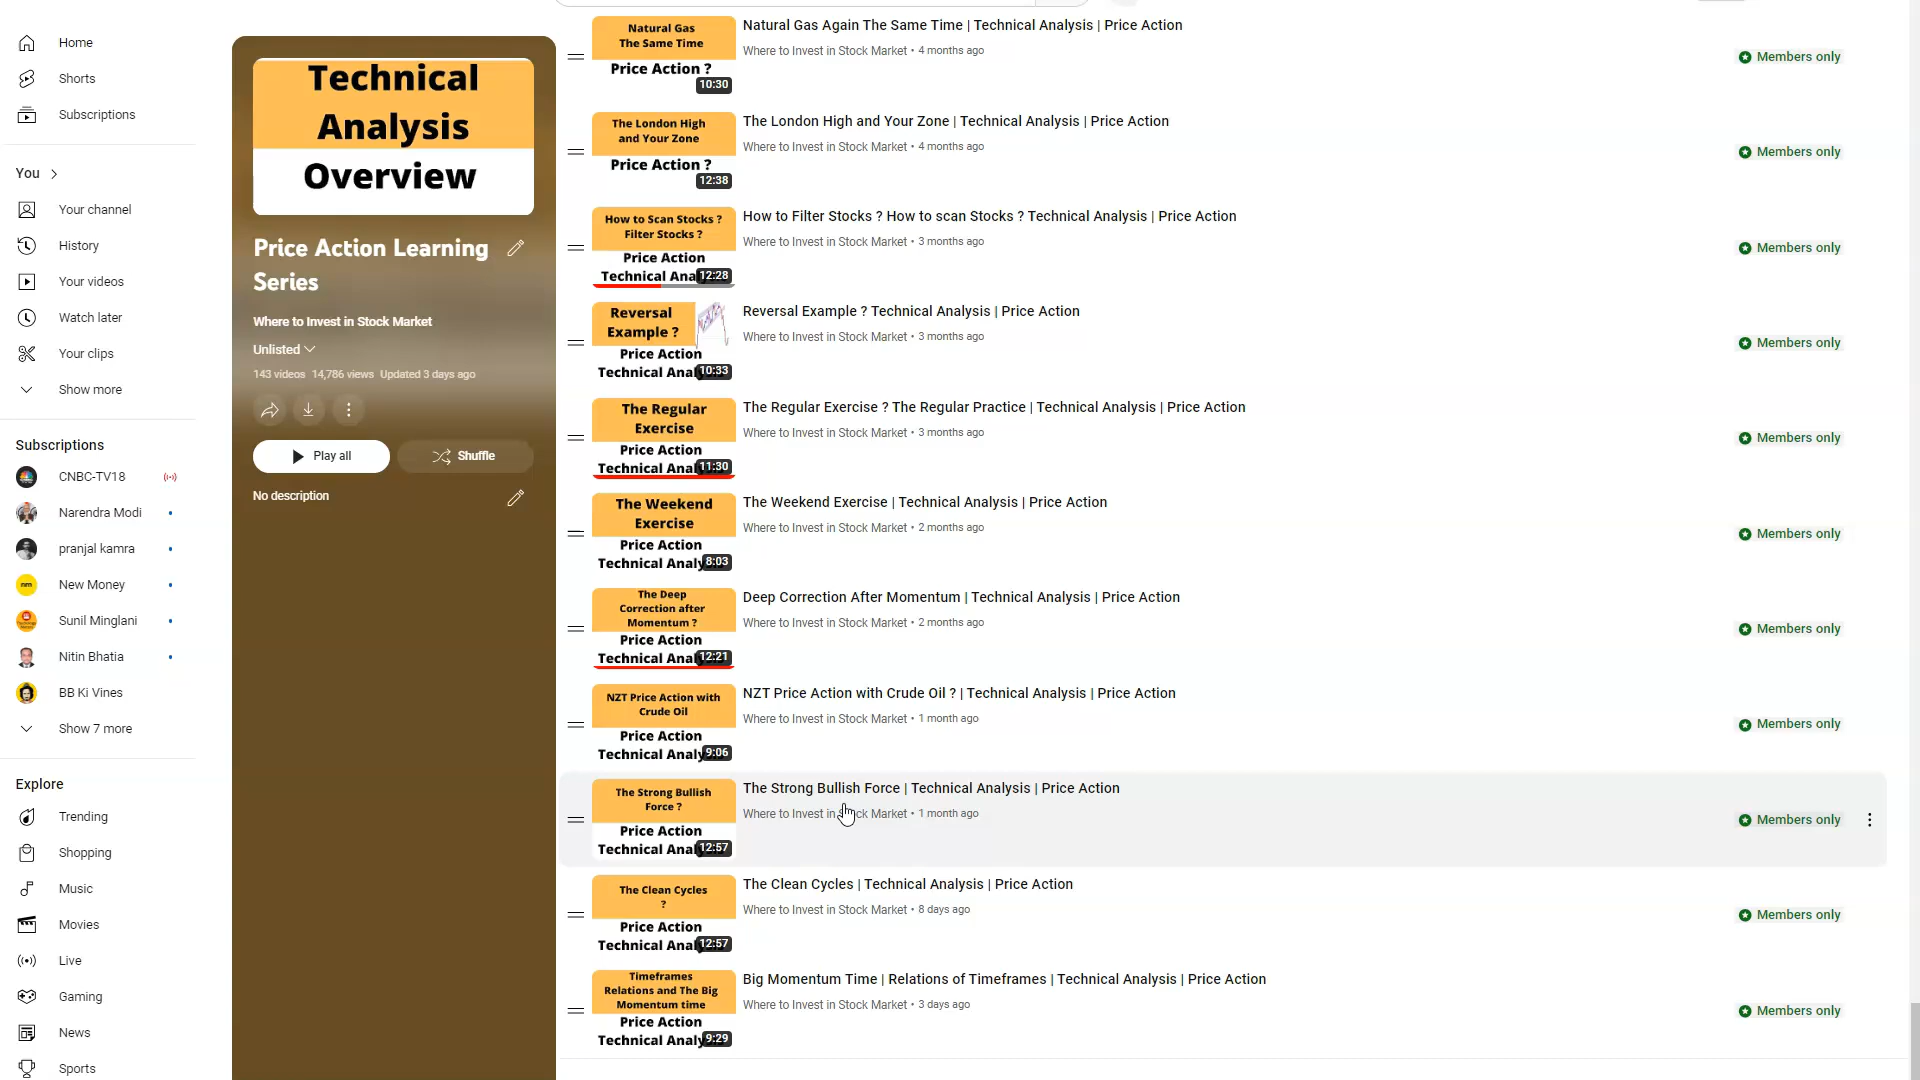 Home
Shorts
Subscriptions
You
Your channel
History
Your videos
Watch later
Your clips
Show more
Subscriptions
CNBC-TV18
Narendra Modi
pranjal kamra
New Money
Sunil Minglani
Nitin Bhatia
BB Ki Vines
Show 7 more
Explore
Trending
Shopping
Music
Movies
Live
Gaming
News
Sports
Technical
Analysis
Overview
Price Action Learning
Series
Where to Invest in Stock Market
Unlisted
143 videos 14,786 views Updated 3 days ago
Play all
Shuffle
No description
Natural Gas
The Same Time
Price Action ?
10:30
Natural Gas Again The Same Time | Technical Analysis | Price Action
Where to Invest in Stock Market • 4 months ago
Members only
The London High
and Your Zone
Price Action ?
12:38
The London High and Your Zone | Technical Analysis | Price Action
Where to Invest in Stock Market • 4 months ago
Members only
How to Scan Stocks ?
Filter Stocks ?
Price Action
Technical Anal
12:28
How to Filter Stocks ? How to scan Stocks ? Technical Analysis | Price Action
Where to Invest in Stock Market • 3 months ago
Members only
Reversal
Example ?
Price Action
Technical Anal
10:33
Reversal Example ? Technical Analysis | Price Action
Where to Invest in Stock Market • 3 months ago
Members only
The Regular
Exercise
Price Action
Technical Anal
11:30
The Regular Exercise ? The Regular Practice | Technical Analysis | Price Action
Where to Invest in Stock Market • 3 months ago
Members only
The Weekend
Exercise
Price Action
Technical Analy
8:03
The Weekend Exercise | Technical Analysis | Price Action
Where to Invest in Stock Market • 2 months ago
Members only
The Deep
Correction after
Momentum ?
Price Action
Technical Anal
12:21
Deep Correction After Momentum | Technical Analysis | Price Action
Where to Invest in Stock Market • 2 months ago
Members only
NZT Price Action with
Crude Oil
Price Action
Technical Analy
9:06
NZT Price Action with Crude Oil ? | Technical Analysis | Price Action
Where to Invest in Stock Market • 1 month ago
Members only
The Strong Bullish
Force ?
Price Action
Technical Anal
12:57
The Strong Bullish Force | Technical Analysis | Price Action
Where to Invest in Stock Market • 1 month ago
Members only
The Clean Cycles
?
Price Action
Technical Anal
12:57
The Clean Cycles | Technical Analysis | Price Action
Where to Invest in Stock Market • 8 days ago
Members only
Timeframes
Relations and The Big
Momentum time
Price Action
Technical Analy
9:29
Big Momentum Time | Relations of Timeframes | Technical Analysis | Price Action
Where to Invest in Stock Market • 3 days ago
Members only